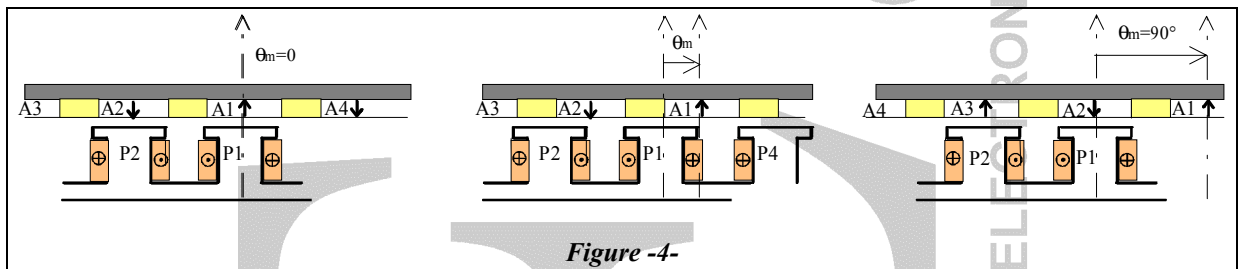 θm=0
θm
θm=90°
A3 A2 A1 A4
A3 A2 A1
A4 A3 A2 A1
P2 P1
P2 P1 P4
P2 P1
ELECTRON
Figure -4-